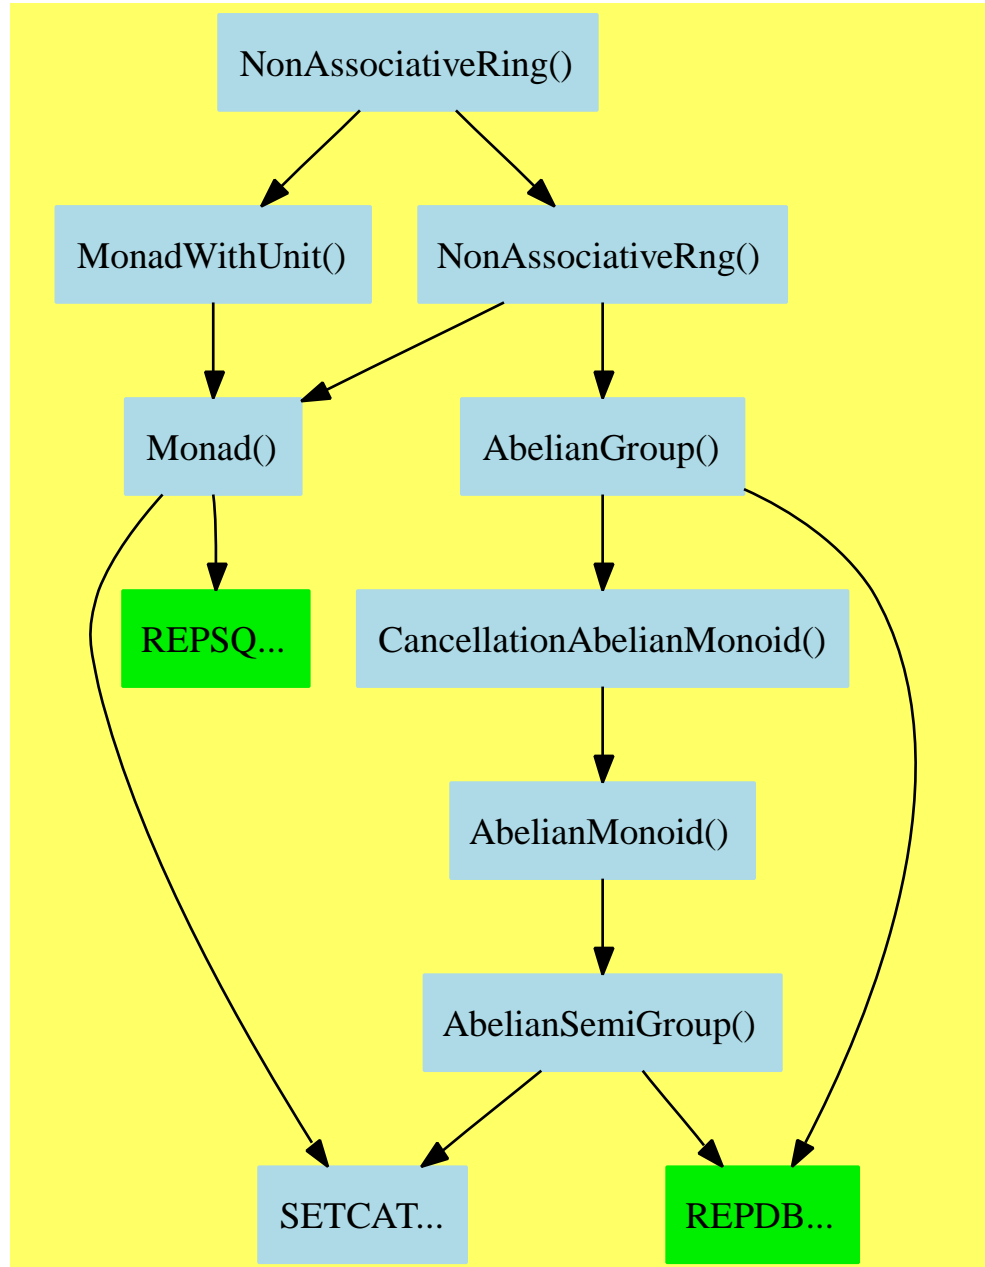 NonAssociativeRing()
MonadWithUnit()
NonAssociativeRng()
Monad()
AbelianGroup()
REPSQ...
CancellationAbelianMonoid()
AbelianMonoid()
AbelianSemiGroup()
SETCAT...
REPDB...